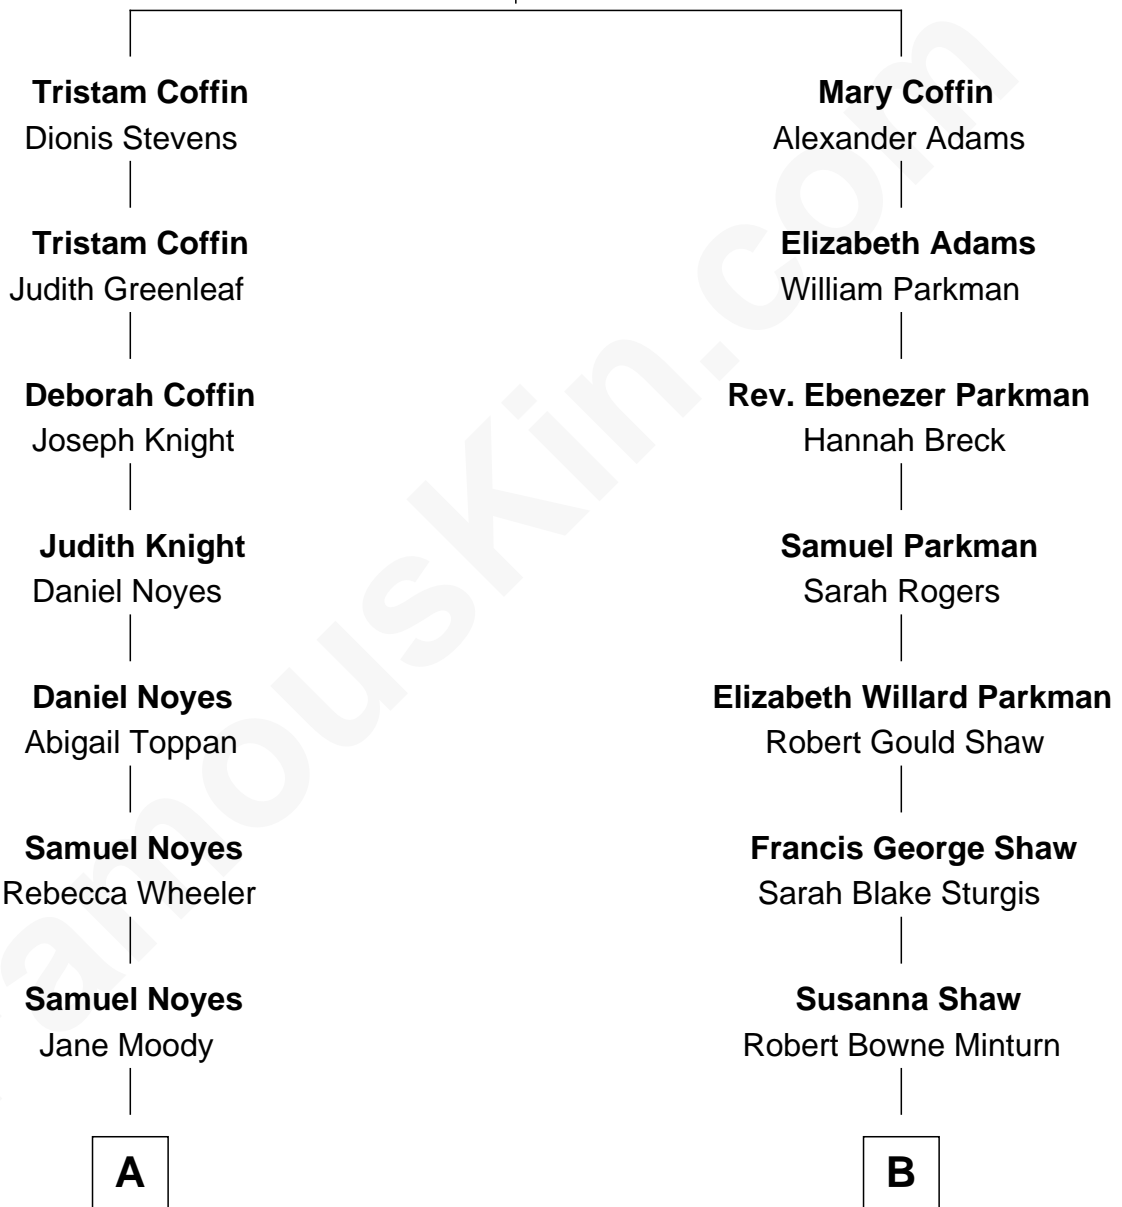 Tristam Coffin
Dionis Stevens
Tristam Coffin
Judith Greenleaf
Deborah Coffin
Joseph Knight
Judith Knight
Daniel Noyes
Daniel Noyes
Abigail Toppan
Samuel Noyes
Rebecca Wheeler
Samuel Noyes
Jane Moody
A
Mary Coffin
Alexander Adams
Elizabeth Adams
William Parkman
Rev. Ebenezer Parkman
Hannah Breck
Samuel Parkman
Sarah Rogers
Elizabeth Willard Parkman
Robert Gould Shaw
Francis George Shaw
Sarah Blake Sturgis
Susanna Shaw
Robert Bowne Minturn
B
amouskin.com